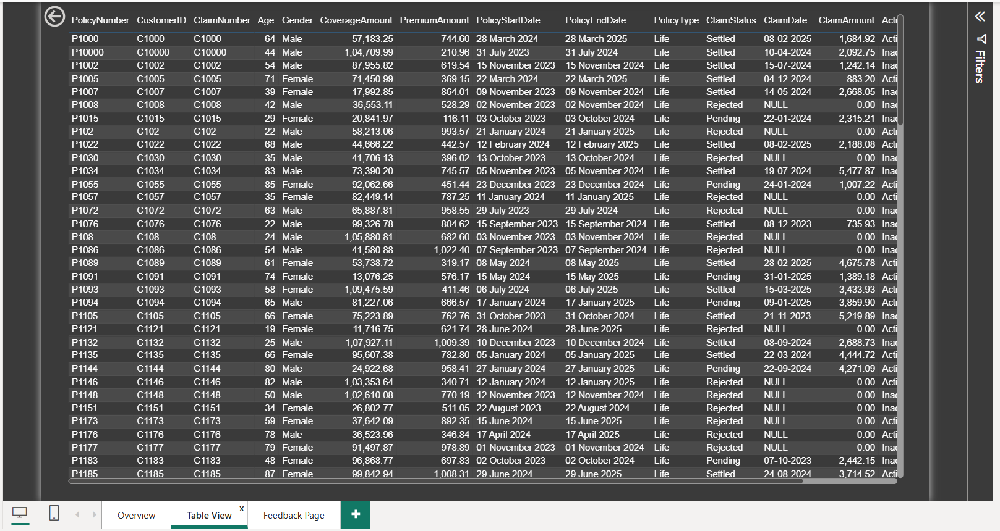 PolicyNumber CustomerID ClaimNumber Age Gender CoverageAmount PremiumAmount PolicyStartDate PolicyEndDate PolicyType ClaimStatus ClaimDate ClaimAmount Acti
P1000 C1000 C1000 64 Male 57,183.25 744.60 28 March 2024 28 March 2025 Life Settled 08-02-2025 1,684.92 Acti
P10000 C10000 C10000 44 Male 1,04,709.99 210.96 31 July 2023 31 July 2024 Life Settled 10-04-2024 2,092.75 Inac
P1002 C1002 C1002 54 Male 87,955.82 619.54 15 November 2023 15 November 2024 Life Settled 15-07-2024 1,242.14 Inac
P1005 C1005 C1005 71 Female 71,450.99 369.15 22 March 2024 22 March 2025 Life Settled 04-12-2024 883.20 Acti
P1007 C1007 C1007 39 Female 17,992.85 864.01 09 November 2023 09 November 2024 Life Settled 14-05-2024 2,668.05 Inac
P1008 C1008 C1008 42 Male 36,553.11 528.29 02 November 2023 02 November 2024 Life Rejected NULL 0.00 Inac
P1015 C1015 C1015 29 Female 20,841.97 116.11 03 October 2023 03 October 2024 Life Pending 22-01-2024 2,315.21 Inac
P102 C102 C102 22 Male 58,213.06 993.57 21 January 2024 21 January 2025 Life Rejected NULL 0.00 Acti
P1022 C1022 C1022 68 Male 44,666.22 442.57 12 February 2024 12 February 2025 Life Settled 08-02-2025 2,188.08 Acti
P1030 C1030 C1030 35 Male 41,706.13 396.02 13 October 2023 13 October 2024 Life Rejected NULL 0.00 Inac
P1034 C1034 C1034 83 Male 73,390.20 745.57 05 November 2023 05 November 2024 Life Settled 19-07-2024 5,477.87 Inac
P1055 C1055 C1055 85 Female 92,062.66 451.44 23 December 2023 23 December 2024 Life Pending 24-01-2024 1,007.22 Acti
P1057 C1057 C1057 35 Female 82,449.14 787.25 11 January 2024 11 January 2025 Life Rejected NULL 0.00 Acti
P1072 C1072 C1072 63 Male 65,887.81 958.55 29 July 2023 29 July 2024 Life Rejected NULL 0.00 Inac
P1076 C1076 C1076 22 Male 99,326.78 804.62 15 September 2023 15 September 2024 Life Settled 08-12-2023 735.93 Inac
P108 C108 C108 24 Male 1,05,880.81 682.60 03 November 2023 03 November 2024 Life Rejected NULL 0.00 Inac
P1086 C1086 C1086 54 Male 41,580.88 1,022.40 07 September 2023 07 September 2024 Life Rejected NULL 0.00 Inac
P1089 C1089 C1089 61 Female 53,738.72 319.17 08 May 2024 08 May 2025 Life Settled 28-02-2025 4,675.78 Acti
P1091 C1091 C1091 74 Female 13,076.25 576.17 15 May 2024 15 May 2025 Life Pending 31-01-2025 1,389.18 Acti
P1093 C1093 C1093 58 Female 1,09,475.59 411.46 06 July 2024 06 July 2025 Life Settled 15-03-2025 3,433.93 Acti
P1094 C1094 C1094 65 Male 81,227.06 666.57 17 January 2024 17 January 2025 Life Pending 09-01-2025 3,859.90 Acti
P1105 C1105 C1105 66 Female 75,223.89 762.76 31 October 2023 31 October 2024 Life Settled 21-11-2023 5,219.89 Inac
P1121 C1121 C1121 19 Female 11,716.75 621.74 28 June 2024 28 June 2025 Life Rejected NULL 0.00 Acti
P1132 C1132 C1132 25 Male 1,07,927.11 1,009.39 10 December 2023 10 December 2024 Life Settled 08-09-2024 2,688.73 Inac
P1135 C1135 C1135 66 Female 95,607.38 782.80 05 January 2024 05 January 2025 Life Settled 22-03-2024 4,444.72 Acti
P1144 C1144 C1144 80 Male 24,922.68 958.41 27 January 2024 27 January 2025 Life Pending 22-09-2024 4,271.09 Acti
P1146 C1146 C1146 82 Male 1,03,353.64 340.71 12 January 2024 12 January 2025 Life Rejected NULL 0.00 Acti
P1148 C1148 C1148 50 Male 1,02,610.08 770.19 12 November 2023 12 November 2024 Life Rejected NULL 0.00 Inac
P1151 C1151 C1151 34 Female 26,802.77 511.05 22 August 2023 22 August 2024 Life Rejected NULL 0.00 Inac
P1173 C1173 C1173 59 Female 37,642.09 892.35 15 June 2024 15 June 2025 Life Rejected NULL 0.00 Acti
P1176 C1176 C1176 78 Male 36,523.96 346.84 17 April 2024 17 April 2025 Life Rejected NULL 0.00 Acti
P1177 C1177 C1177 79 Female 91,497.87 978.89 01 November 2023 01 November 2024 Life Rejected NULL 0.00 Inac
P1183 C1183 C1183 48 Female 96,868.77 697.83 02 October 2023 02 October 2024 Life Pending 07-10-2023 2,442.15 Inac
P1185 C1185 C1185 87 Female 99,842.94 1,008.31 29 June 2024 29 June 2025 Life Settled 24-08-2024 3,714.52 Acti
Filters
Overview Table View x Feedback Page +